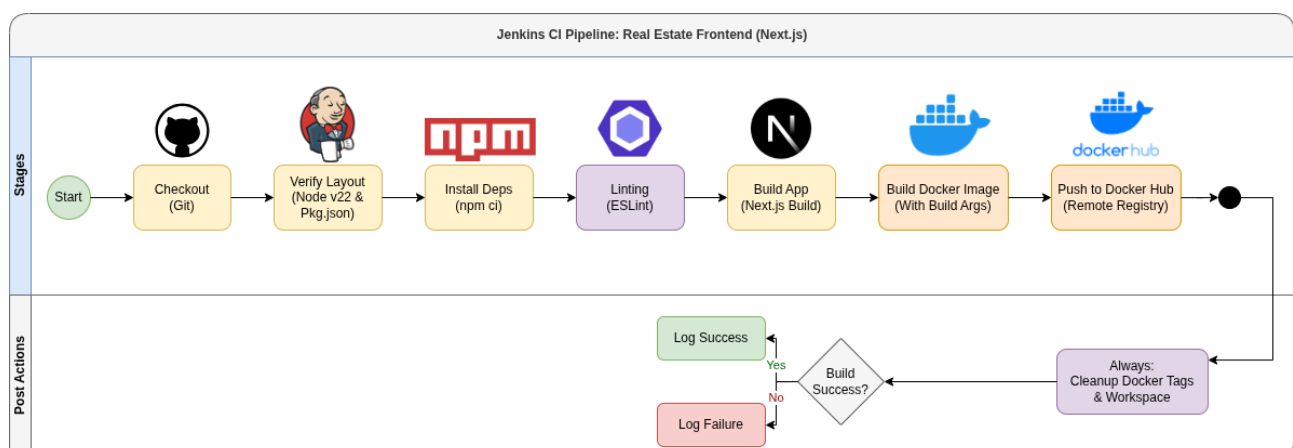 Jenkins CI Pipeline: Real Estate Frontend (Next.js)
Stages
npm
N
dockerhub
Start
Checkout
(Git)
Verify Layout
(Node v22 &
Pkg.json)
Install Deps
(npm ci)
Linting
(ESLint)
Build App
(Next.js Build)
Build Docker Image
(With Build Args)
Push to Docker Hub
(Remote Registry)
Post Actions
Log Success
Yes
No
Log Failure
Build
Success?
Always:
Cleanup Docker Tags
& Workspace